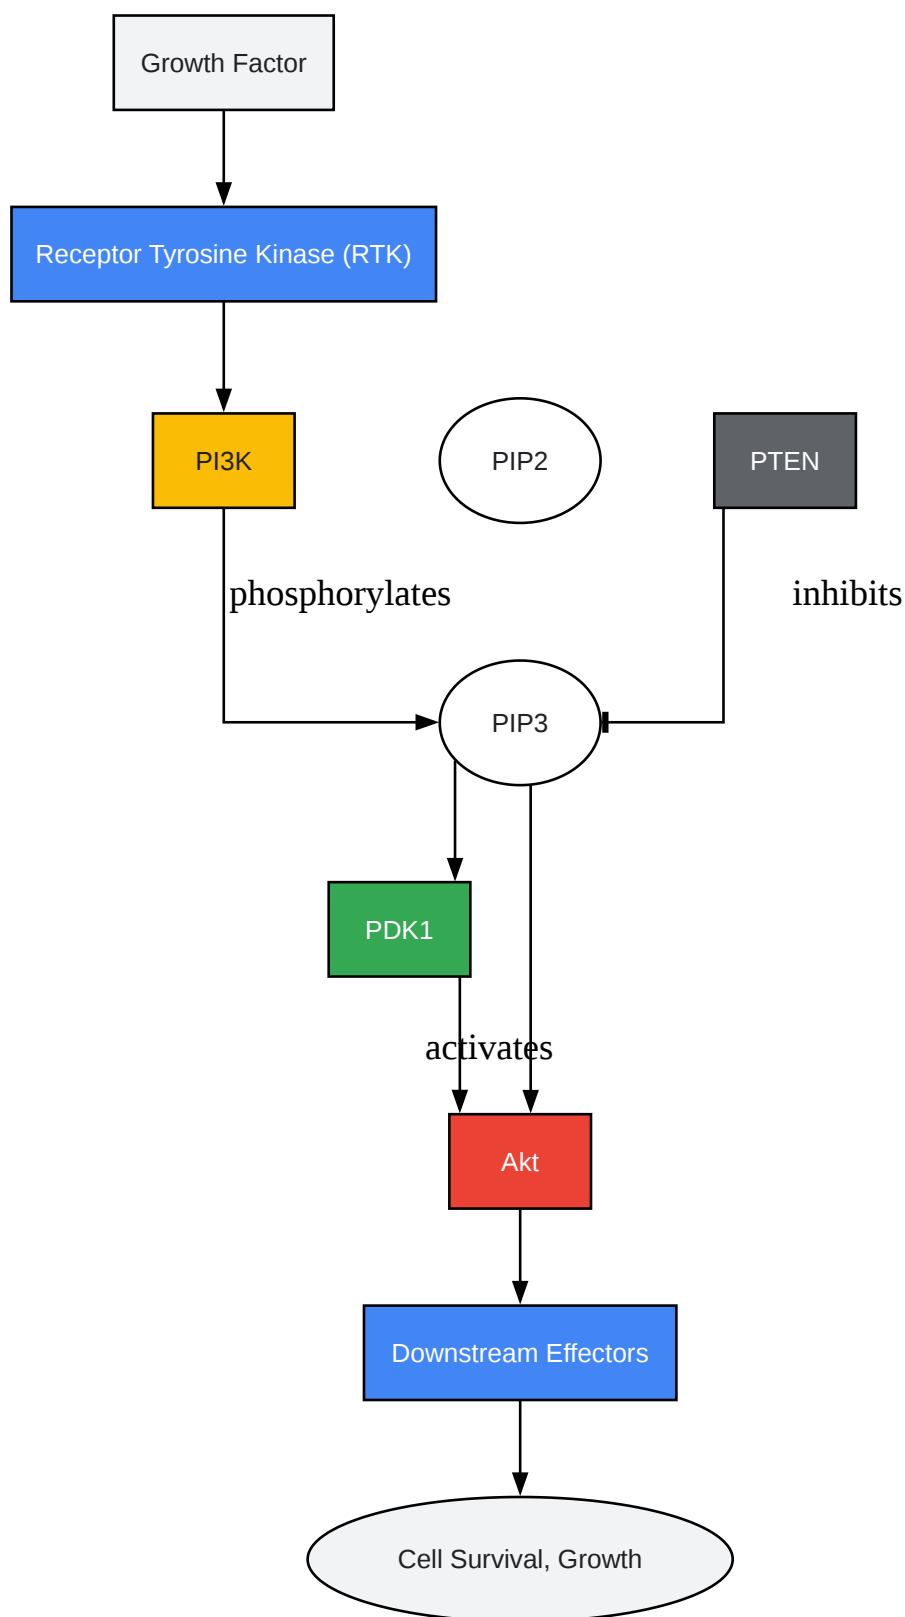 Growth Factor
Receptor Tyrosine Kinase (RTK)
PI3K
PIP2
PTEN
phosphorylates
inhibits
PIP3
PDK1
activates
Akt
Downstream Effectors
Cell Survival, Growth